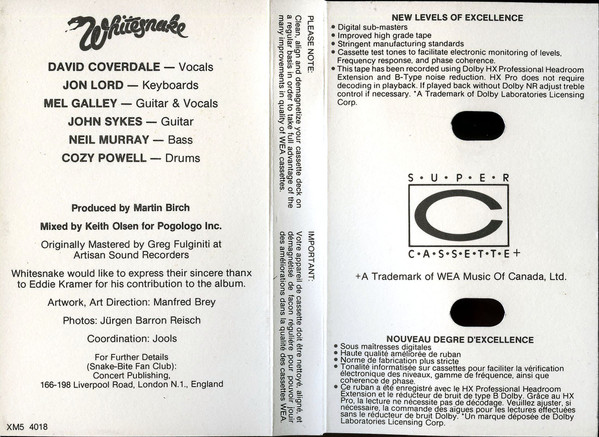 Whitesnake
DAVID COVERDALE — Vocals
JON LORD — Keyboards
MEL GALLEY — Guitar & Vocals
JOHN SYKES — Guitar
NEIL MURRAY — Bass
COZY POWELL — Drums
Produced by Martin Birch
Mixed by Keith Olsen for Pogologo Inc.
Originally Mastered by Greg Fulginiti at
Artisan Sound Recorders
Whitesnake would like to express their sincere thanx
to Eddie Kramer for his contribution to the album.
Artwork, Art Direction: Manfred Brey
Photos: Jürgen Barron Reisch
Coordination: Jools
For Further Details
(Snake-Bite Fan Club):
Concert Publishing,
166-198 Liverpool Road, London N.1., England
XM5 4018
PLEASE NOTE:
Clean, align and demagnetize your cassette deck on
a regular basis in order to take full advantage of the
many improvements in quality of WEA cassettes.
IMPORTANT:
Votre appareil de cassette doit être nettoyé, aligné, et
démagnétisé de facon régulière pour pouvoir jouir
des améliorations dans la qualité des cassettes WEA.
NEW LEVELS OF EXCELLENCE
• Digital sub-masters
• Improved high grade tape
• Stringent manufacturing standards
• Cassette test tones to facilitate electronic monitoring of levels,
Frequency response, and phase coherence.
• This tape has been recorded using Dolby HX Professional Headroom
Extension and B-Type noise reduction. HX Pro does not require
decoding in playback. If played back without Dolby NR adjust treble
control if necessary. *A Trademark of Dolby Laboratories Licensing
Corp.
S·U·P·E·R
C
C·A·S·S·E·T·T·E+
+A Trademark of WEA Music Of Canada, Ltd.
NOUVEAU DEGRE D'EXCELLENCE
• Sous maîtresses digitales
• Haute qualité améliorée de ruban
• Norme de fabrication plus stricte
• Tonalité informatisée sur cassettes pour faciliter la vérification
électronique des niveaux, gamme de fréquence, ainsi que
coherence de phase.
• Ce ruban a été enregistré avec le HX Professional Headroom
Extension et le réducteur de bruit de type B Dolby. Grâce au HX
Pro, la lecture ne nécessite pas de décodage. Veuillez ajuster, si
nécessaire, la commande des aigues pour les lectures effectuées
sans le réducteur de bruit Dolby. *Un marque déposée de Dolby
Laboratories Licensing Corp.